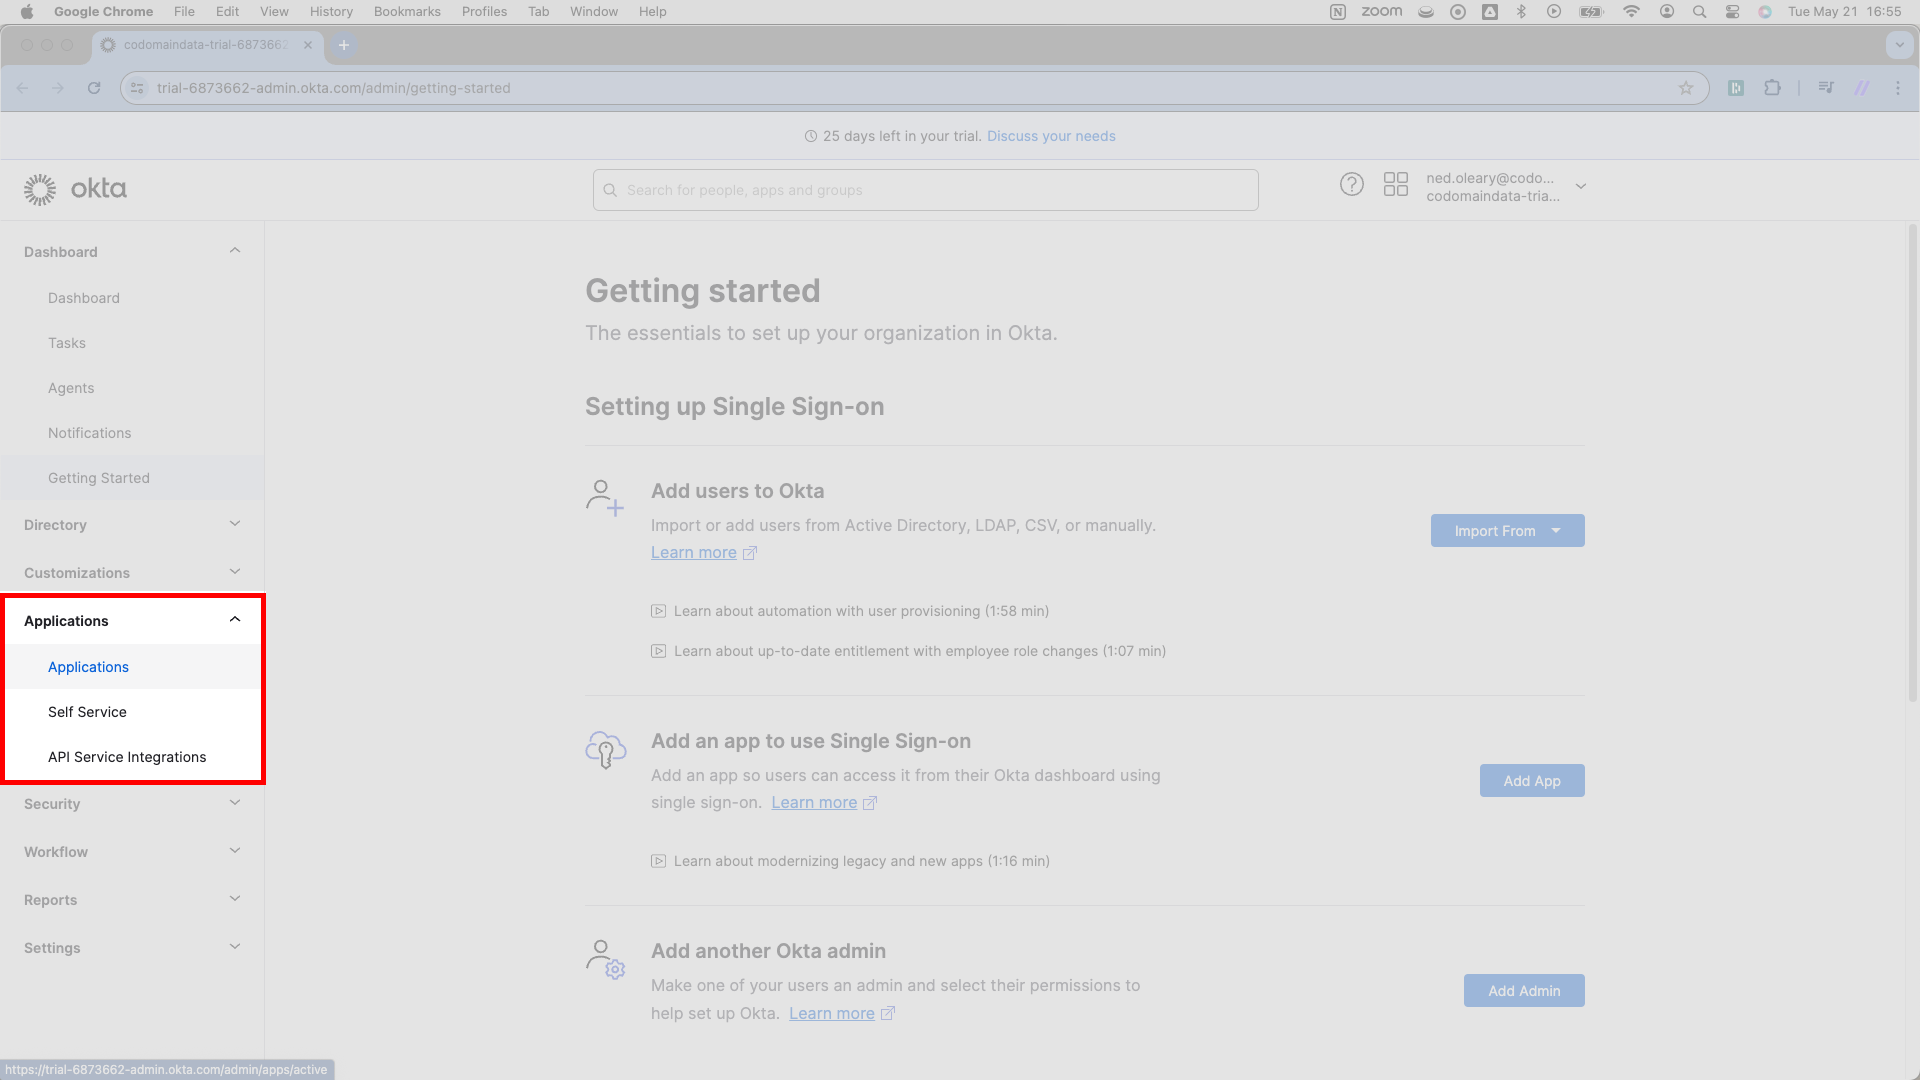 Google Chrome File Edit View History Bookmarks Profiles Tab Window Help zoom Tue May 21 16:55
codomaindata-trial-6873662
trial-6873662-admin.okta.com/admin/getting-started
25 days left in your trial. Discuss your needs
okta
Search for people, apps and groups
ned.oleary@codo...
codomaindata-tria...
Dashboard
Dashboard
Tasks
Agents
Notifications
Getting Started
Directory
Customizations
Applications
Applications
Self Service
API Service Integrations
Security
Workflow
Reports
Settings
Getting started
The essentials to set up your organization in Okta.
Setting up Single Sign-on
Add users to Okta
Import or add users from Active Directory, LDAP, CSV, or manually.
Learn more
Import From
Learn about automation with user provisioning (1:58 min)
Learn about up-to-date entitlement with employee role changes (1:07 min)
Add an app to use Single Sign-on
Add an app so users can access it from their Okta dashboard using
single sign-on. Learn more
Add App
Learn about modernizing legacy and new apps (1:16 min)
Add another Okta admin
Make one of your users an admin and select their permissions to
help set up Okta. Learn more
Add Admin
https://trial-6873662-admin.okta.com/admin/apps/active